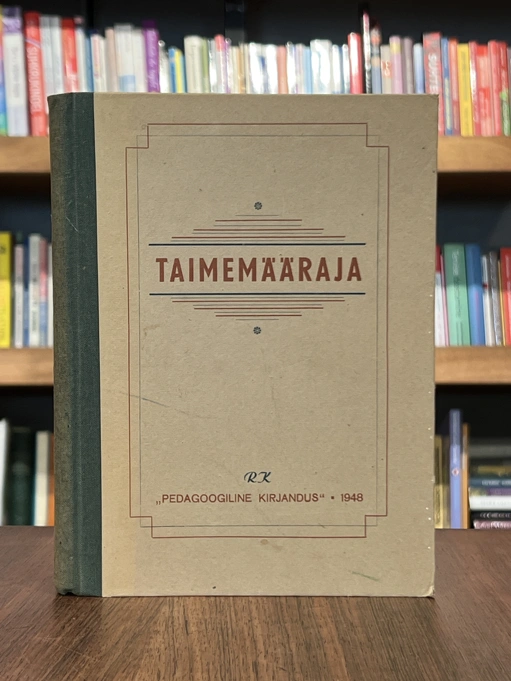 TAIMEMÄÄRAJA
RK
„PEDAGOOGILINE KIRJANDUS“ • 1948